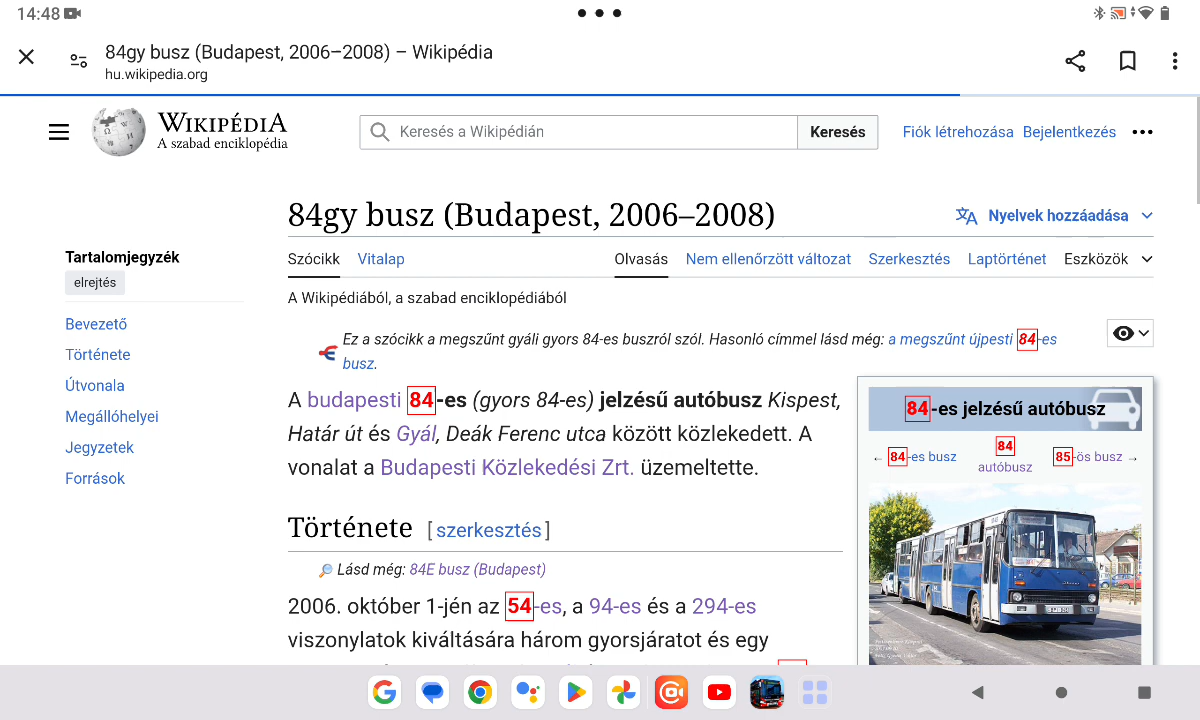 14:48
84gy busz (Budapest, 2006–2008) – Wikipédia
hu.wikipedia.org
WIKIPÉDIA
A szabad enciklopédia
Keresés a Wikipédián
Keresés
Fiók létrehozása Bejelentkezés
84gy busz (Budapest, 2006–2008)
Nyelvek hozzáadása
Tartalomjegyzék
elrejtés
Bevezető
Története
Útvonala
Megállóhelyei
Jegyzetek
Források
Szócikk Vitalap
Olvasás Nem ellenőrzött változat Szerkesztés Laptörténet Eszközök
A Wikipédiából, a szabad enciklopédiából
Ez a szócikk a megszűnt gyáli gyors 84-es buszról szól. Hasonló címmel lásd még: a megszűnt újpesti 84-es
busz.
A budapesti 84-es (gyors 84-es) jelzésű autóbusz Kispest,
Határ út és Gyál, Deák Ferenc utca között közlekedett. A
vonalat a Budapesti Közlekedési Zrt. üzemeltette.
Története [szerkesztés]
Lásd még: 84E busz (Budapest)
2006. október 1-jén az 54-es, a 94-es és a 294-es
viszonylatok kiváltására három gyorsjáratot és egy
84-es jelzésű autóbusz
← 84-es busz
84
autóbusz
85-ös busz →